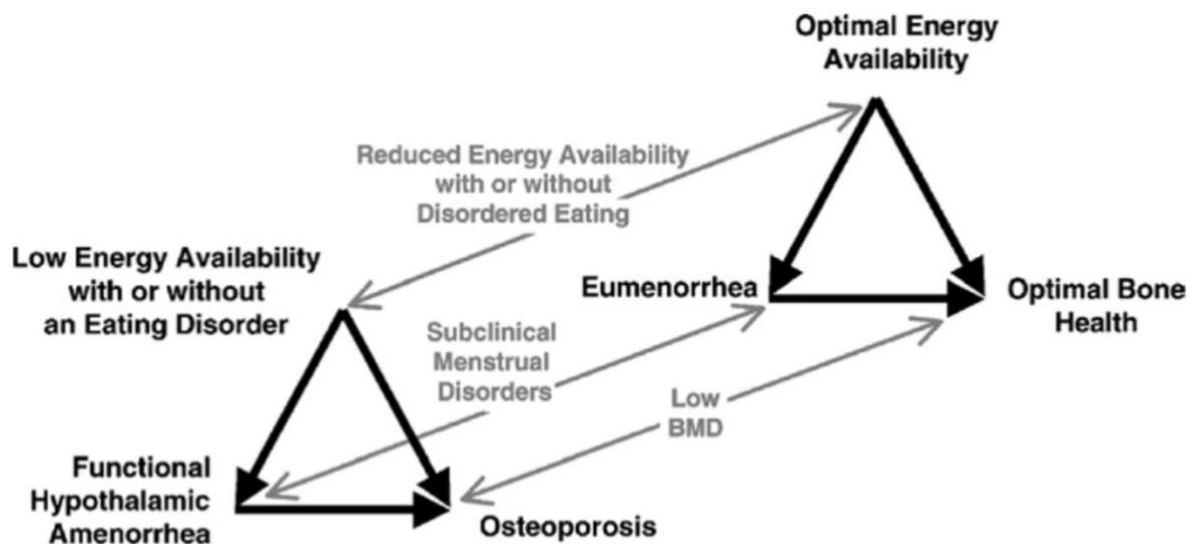 Optimal Energy
Availability
Reduced Energy Availability
with or without
Disordered Eating
Low Energy Availability
with or without
an Eating Disorder
Eumenorrhea
Optimal Bone
Health
Subclinical
Menstrual
Disorders
Low
BMD
Functional
Hypothalamic
Amenorrhea
Osteoporosis